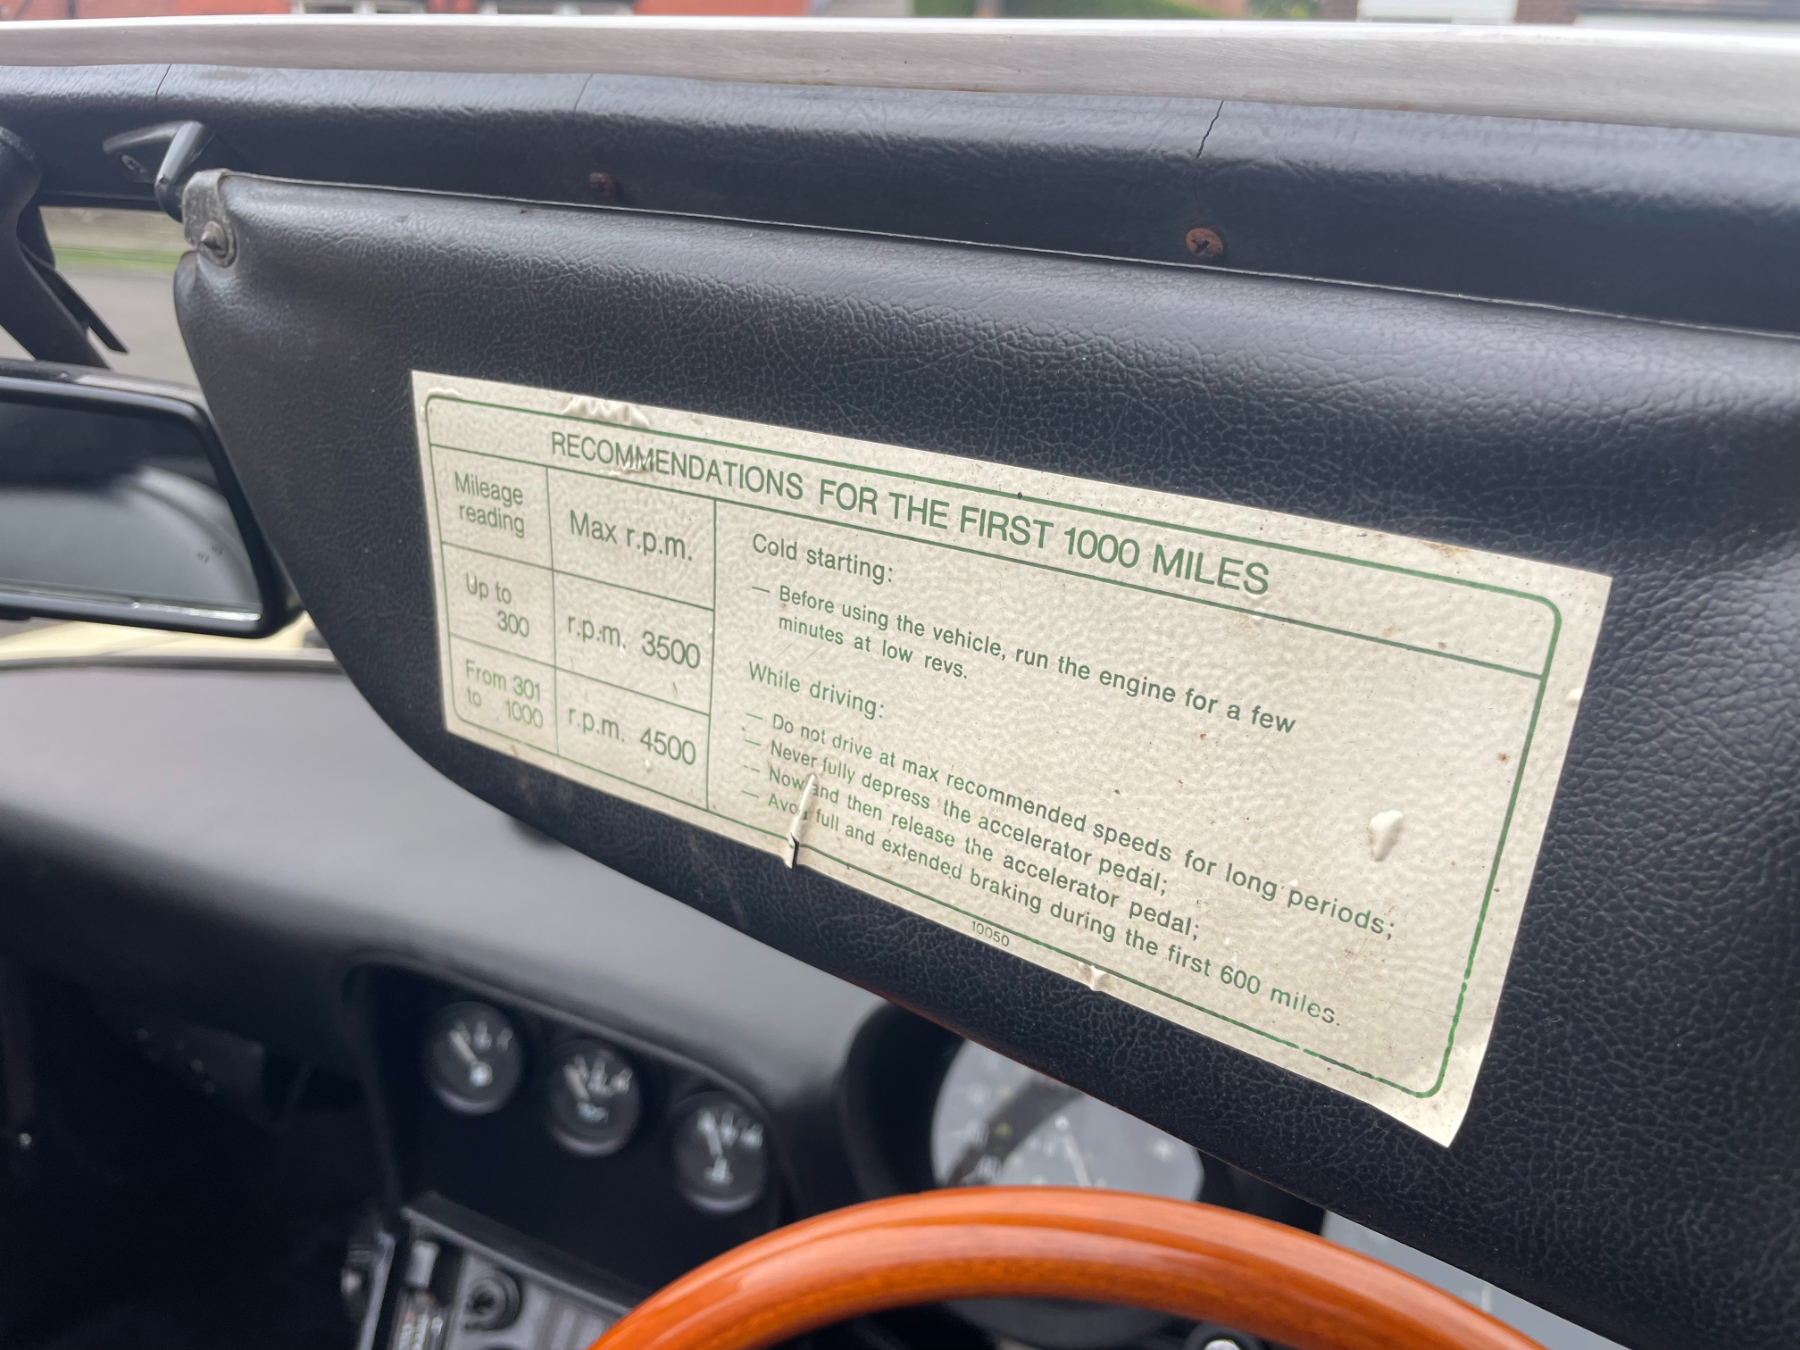 RECOMMENDATIONS FOR THE FIRST 1000 MILES
Mileage
reading
Max r.p.m.
Up to
300
r.p.m. 3500
From 301
to 1000
r.p.m. 4500
Cold starting:
— Before using the vehicle, run the engine for a few
minutes at low revs.
While driving:
— Do not drive at max recommended speeds for long periods;
— Never fully depress the accelerator pedal;
— Now and then release the accelerator pedal;
— Avoid full and extended braking during the first 600 miles.
10050